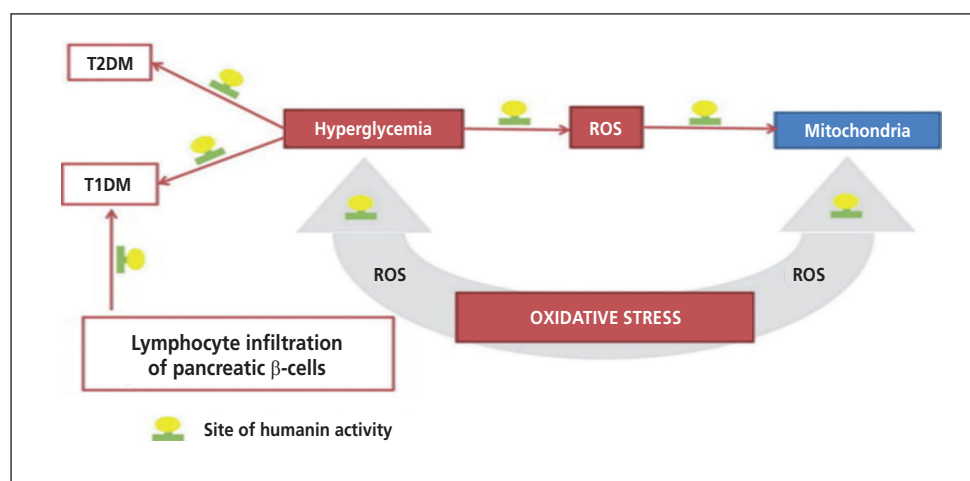 T2DM
Hyperglycemia
ROS
Mitochondria
T1DM
ROS
ROS
OXIDATIVE STRESS
Lymphocyte infiltration
of pancreatic β-cells
Site of humanin activity